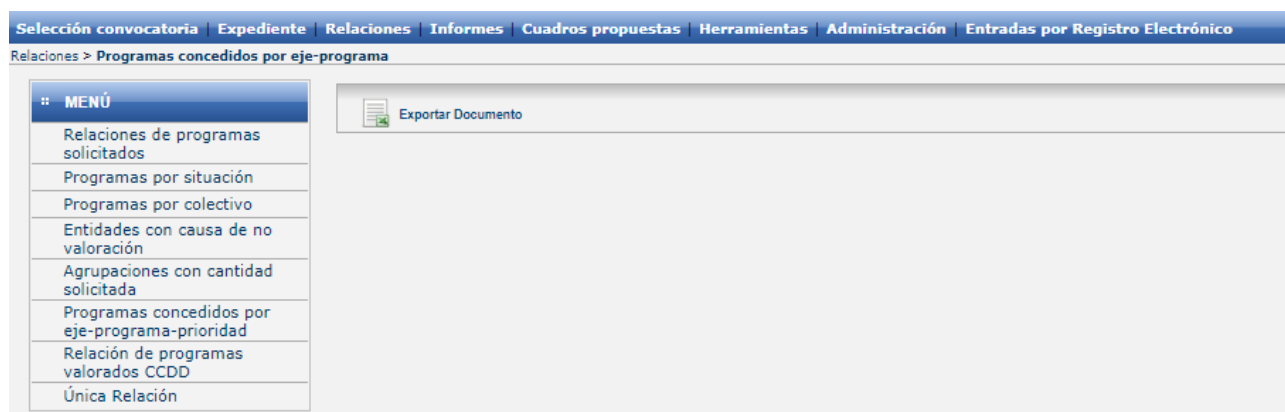 Selección convocatoria | Expediente | Relaciones | Informes | Cuadros propuestas | Herramientas | Administración | Entradas por Registro Electrónico
Relaciones > Programas concedidos por eje-programa
MENÚ
Exportar Documento
Relaciones de programas
solicitados
Programas por situación
Programas por colectivo
Entidades con causa de no
valoración
Agrupaciones con cantidad
solicitada
Programas concedidos por
eje-programa-prioridad
Relación de programas
valorados CCDD
Única Relación